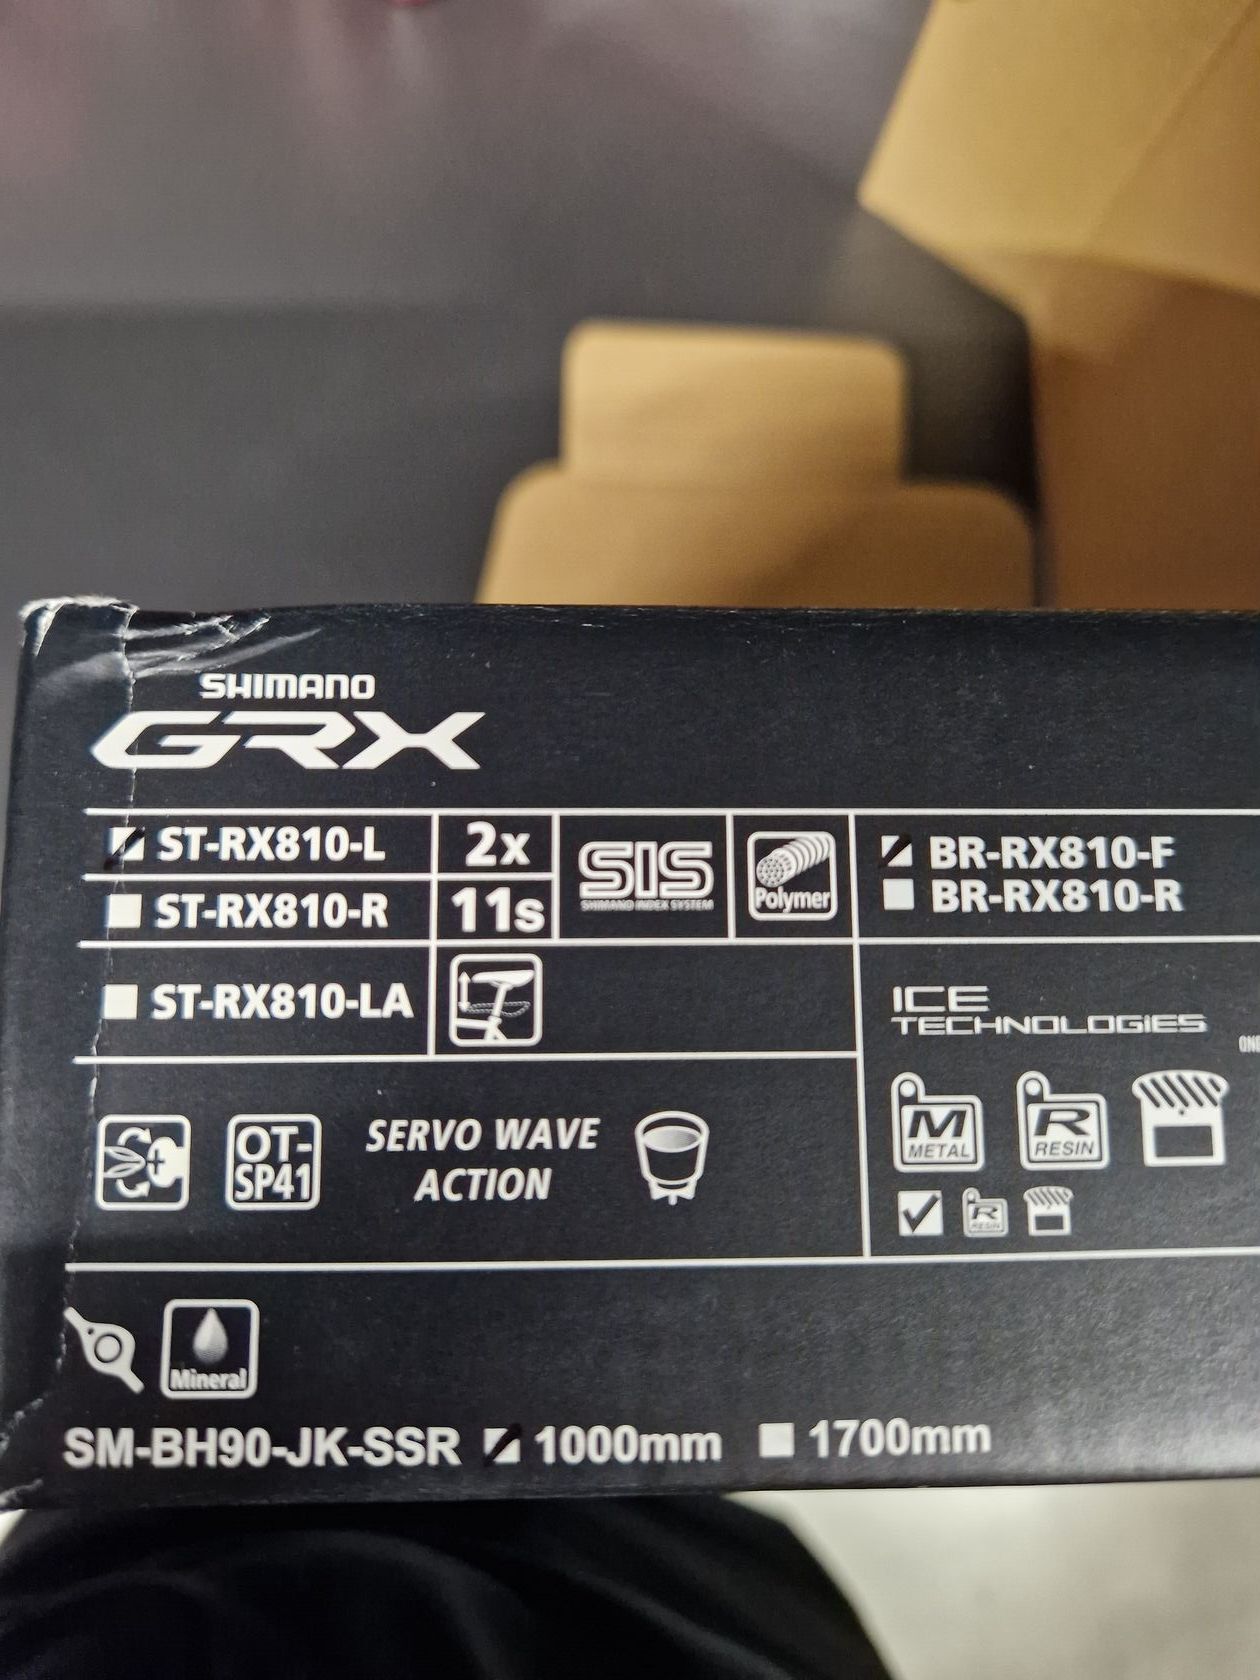 SHIMANO
GRX
ST-RX810-L 2x
ST-RX810-R 11s
SIS
SHIMANO INDEX SYSTEM
Polymer
BR-RX810-F
BR-RX810-R
ST-RX810-LA
ICE
TECHNOLOGIES
OT-
SP41
SERVO WAVE
ACTION
M
METAL
R
RESIN
R
RESIN
Mineral
SM-BH90-JK-SSR 1000mm 1700mm